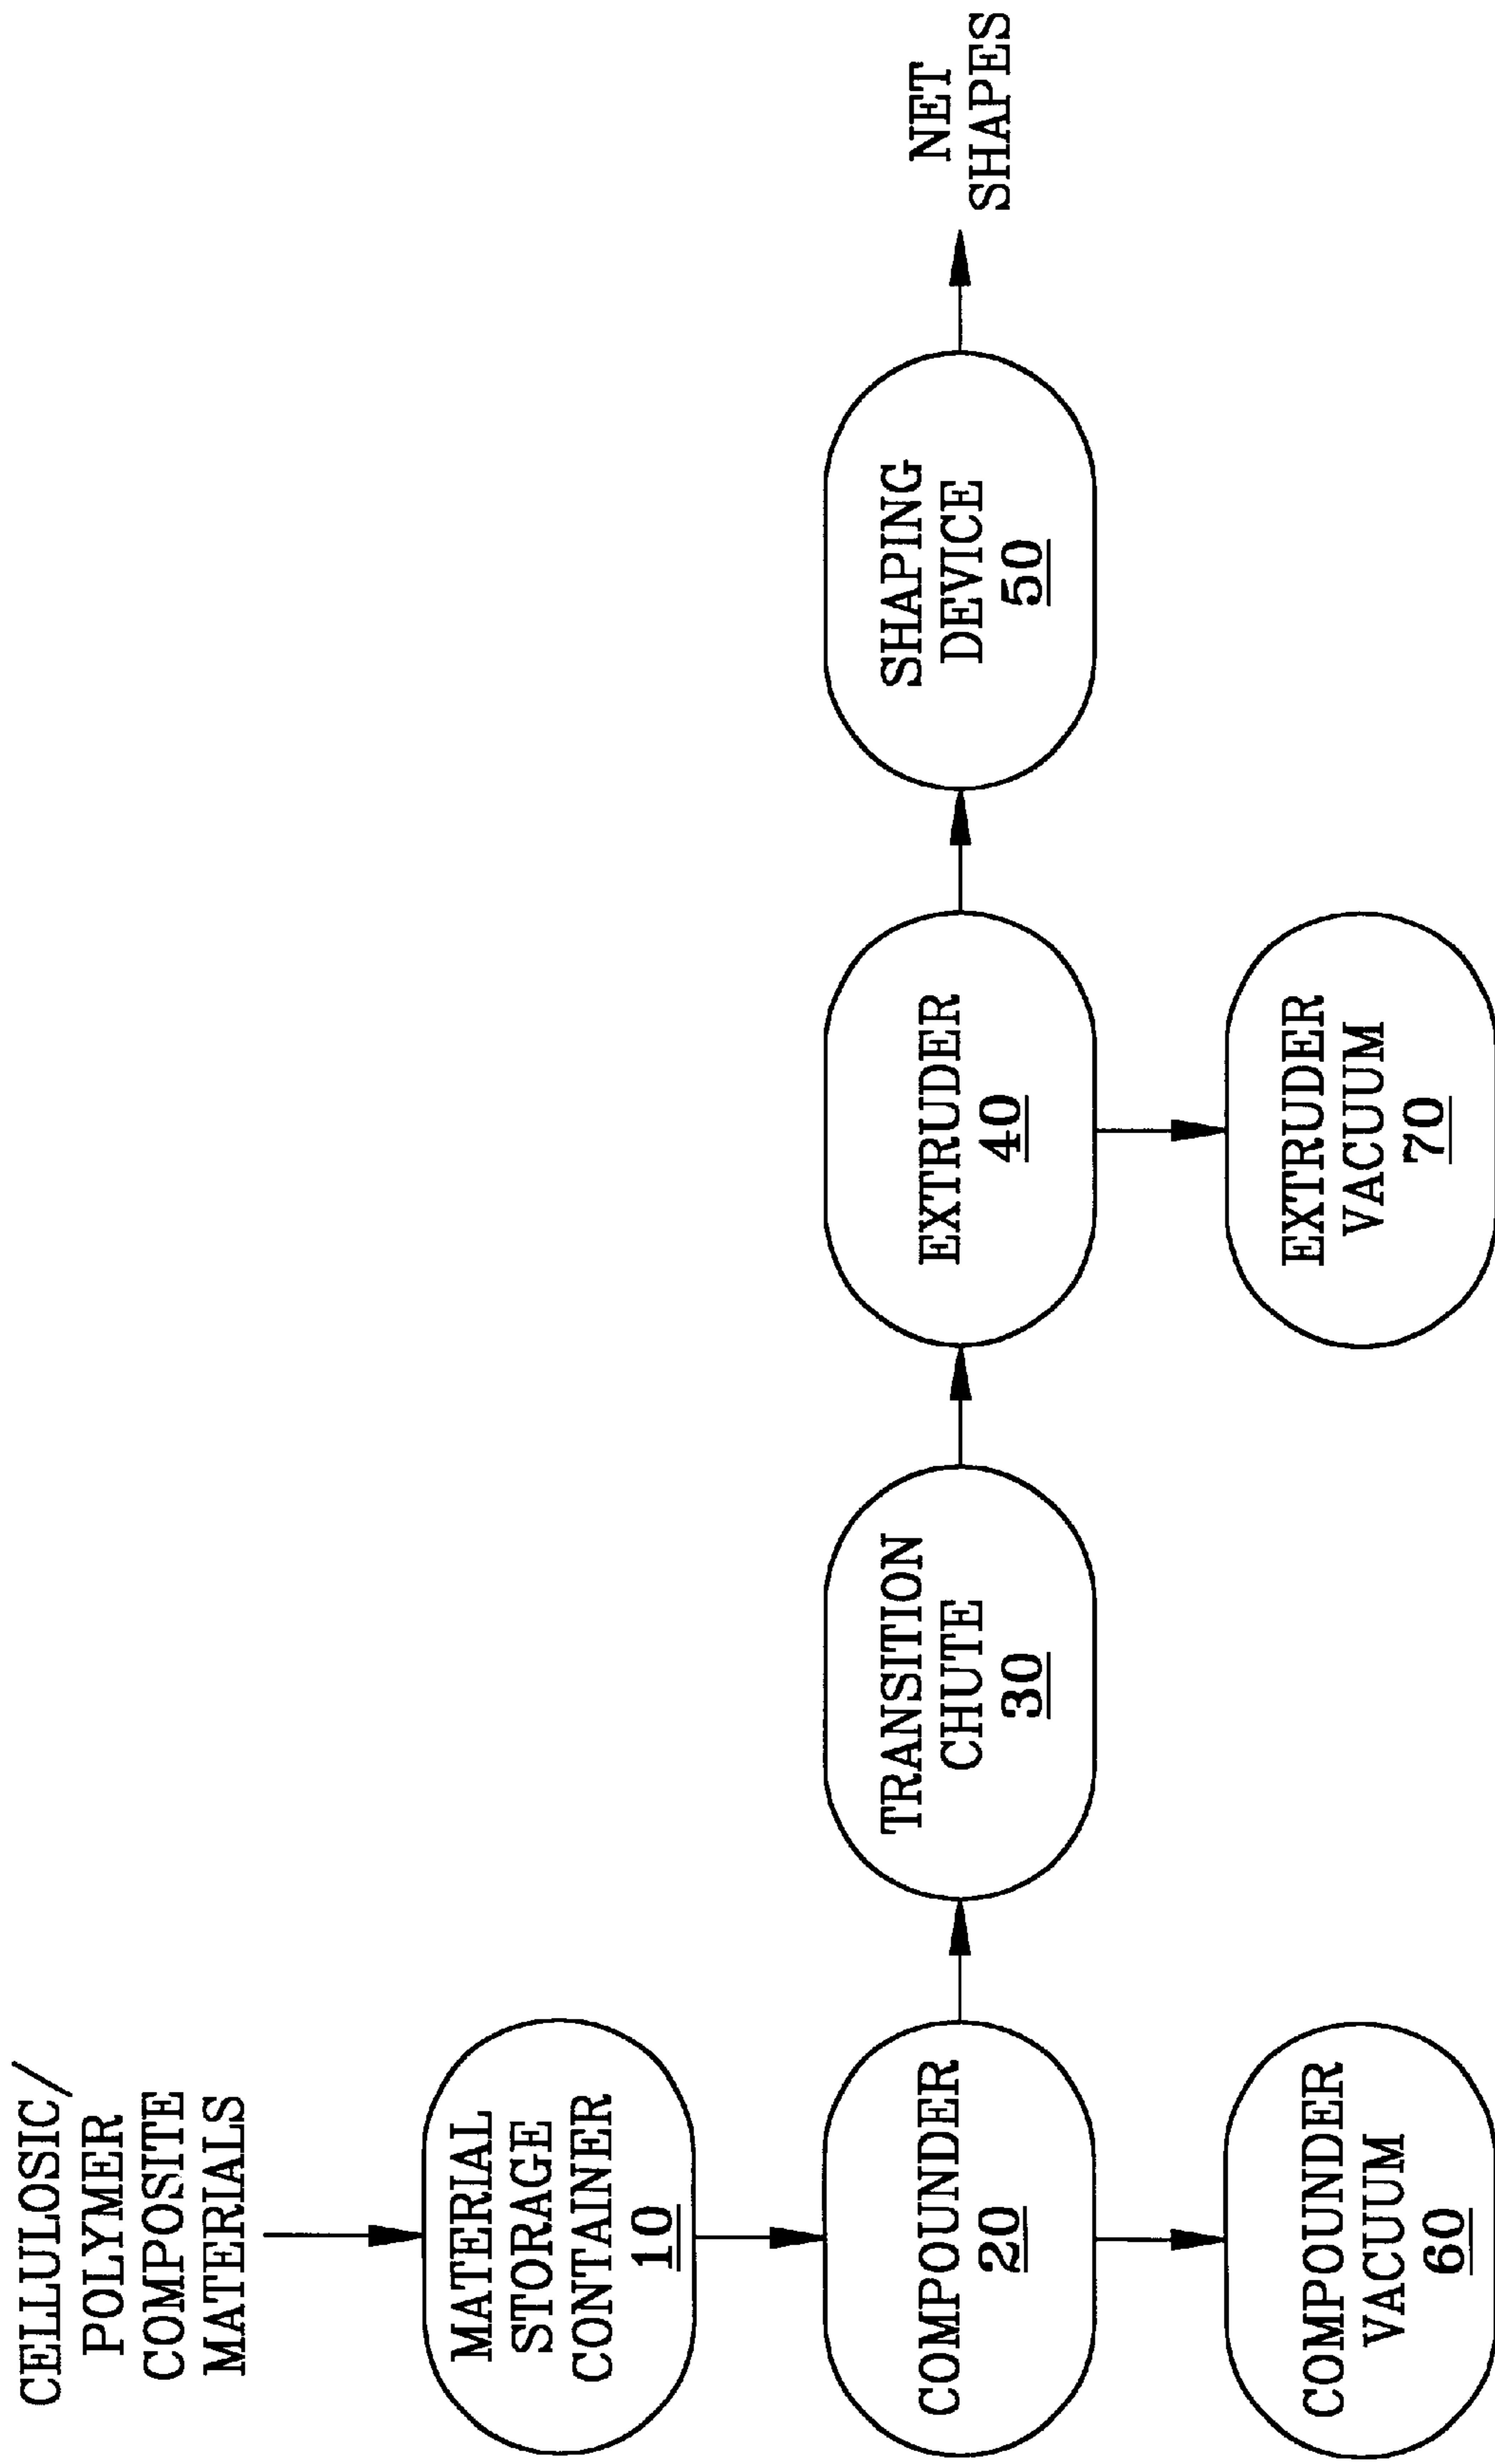 CELLULOSIC/
POLYMER
COMPOSITE
MATERIALS
MATERIAL
STORAGE
CONTAINER
10
COMPOUNDER
20
COMPOUNDER
VACUUM
60
TRANSITION
CHUTE
30
EXTRUDER
40
EXTRUDER
VACUUM
70
SHAPING
DEVICE
50
NET
SHAPES